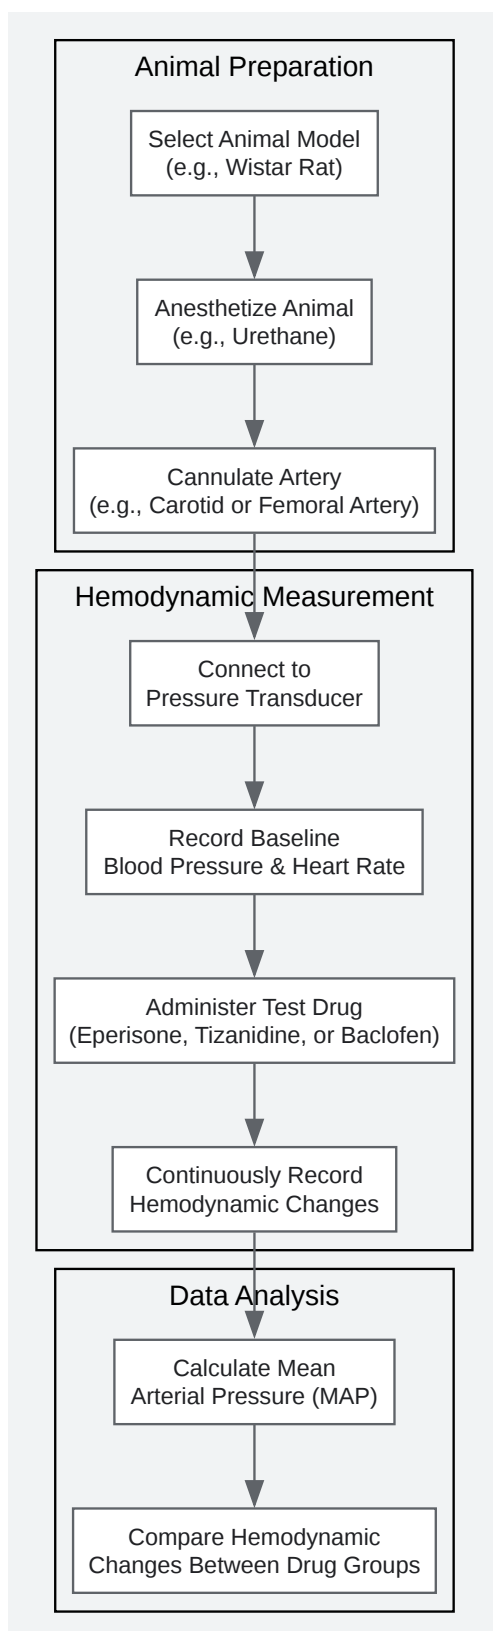 Animal Preparation
Select Animal Model
(e.g., Wistar Rat)
Anesthetize Animal
(e.g., Urethane)
Cannulate Artery
(e.g., Carotid or Femoral Artery)
Hemodynamic Measurement
Connect to
Pressure Transducer
Record Baseline
Blood Pressure & Heart Rate
Administer Test Drug
(Eperisone, Tizanidine, or Baclofen)
Continuously Record
Hemodynamic Changes
Data Analysis
Calculate Mean
Arterial Pressure (MAP)
Compare Hemodynamic
Changes Between Drug Groups